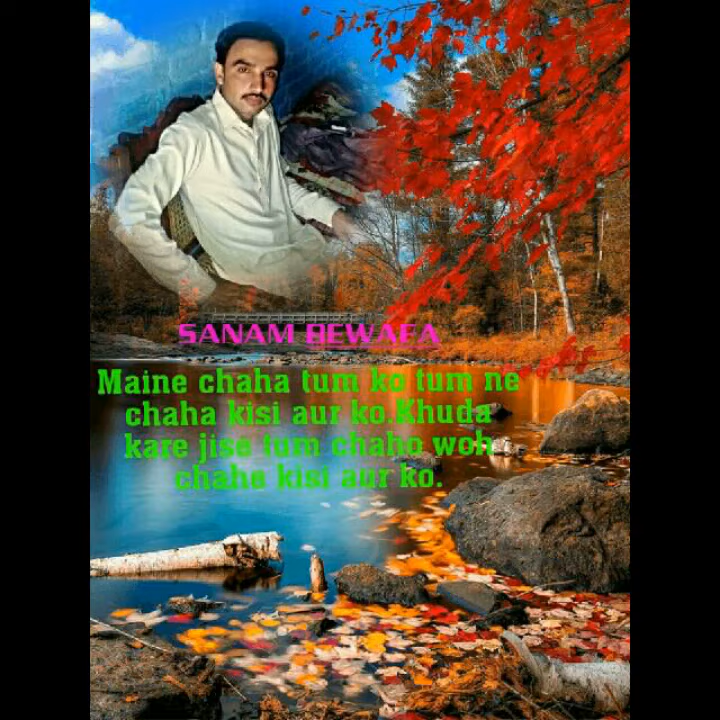 SANAM BEWAFA
Maine chaha tum ko tum ne
chaha kisi aur ko.Khuda
kare jise tum chaho woh
chahe kisi aur ko.